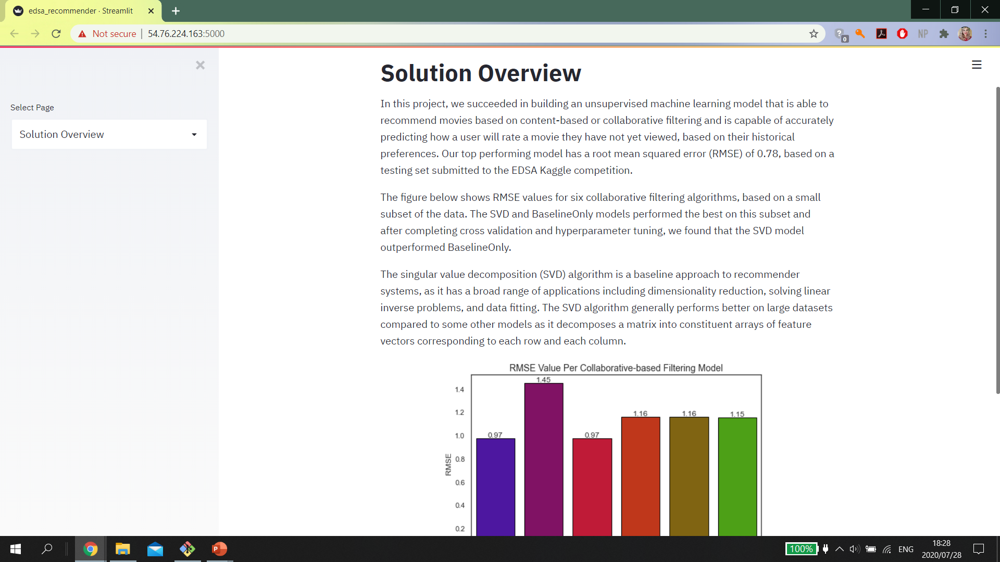 edsa_recommender · Streamlit
Not secure
54.76.224.163:5000
0
NP
Select Page
Solution Overview
Solution Overview
In this project, we succeeded in building an unsupervised machine learning model that is able to
recommend movies based on content-based or collaborative filtering and is capable of accurately
predicting how a user will rate a movie they have not yet viewed, based on their historical
preferences. Our top performing model has a root mean squared error (RMSE) of 0.78, based on a
testing set submitted to the EDSA Kaggle competition.
The figure below shows RMSE values for six collaborative filtering algorithms, based on a small
subset of the data. The SVD and BaselineOnly models performed the best on this subset and
after completing cross validation and hyperparameter tuning, we found that the SVD model
outperformed BaselineOnly.
The singular value decomposition (SVD) algorithm is a baseline approach to recommender
systems, as it has a broad range of applications including dimensionality reduction, solving linear
inverse problems, and data fitting. The SVD algorithm generally performs better on large datasets
compared to some other models as it decomposes a matrix into constituent arrays of feature
vectors corresponding to each row and each column.
RMSE Value Per Collaborative-based Filtering Model
1.4
1.2
1.0
0.8
0.6
0.4
0.2
RMSE
0.97
1.45
0.97
1.16
1.16
1.15
P
100%
ENG
18:28
2020/07/28